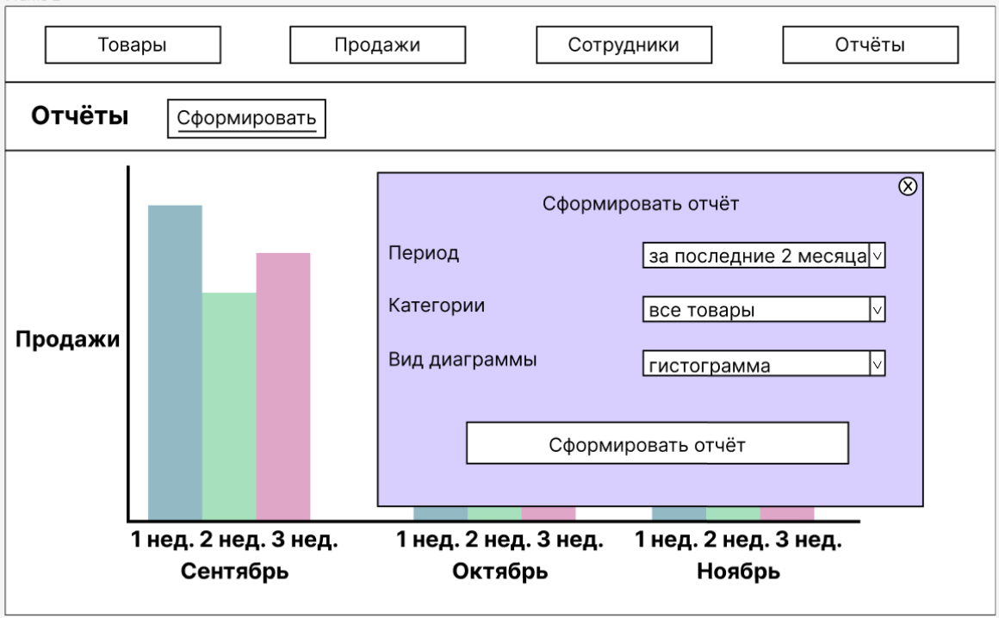 Товары Продажи Сотрудники Отчёты
Отчёты Сформировать
Сформировать отчёт
Период за последние 2 месяца
Категории все товары
Продажи
Вид диаграммы гистограмма
Сформировать отчёт
1 нед. 2 нед. 3 нед. 1 нед. 2 нед. 3 нед. 1 нед. 2 нед. 3 нед.
Сентябрь Октябрь Ноябрь